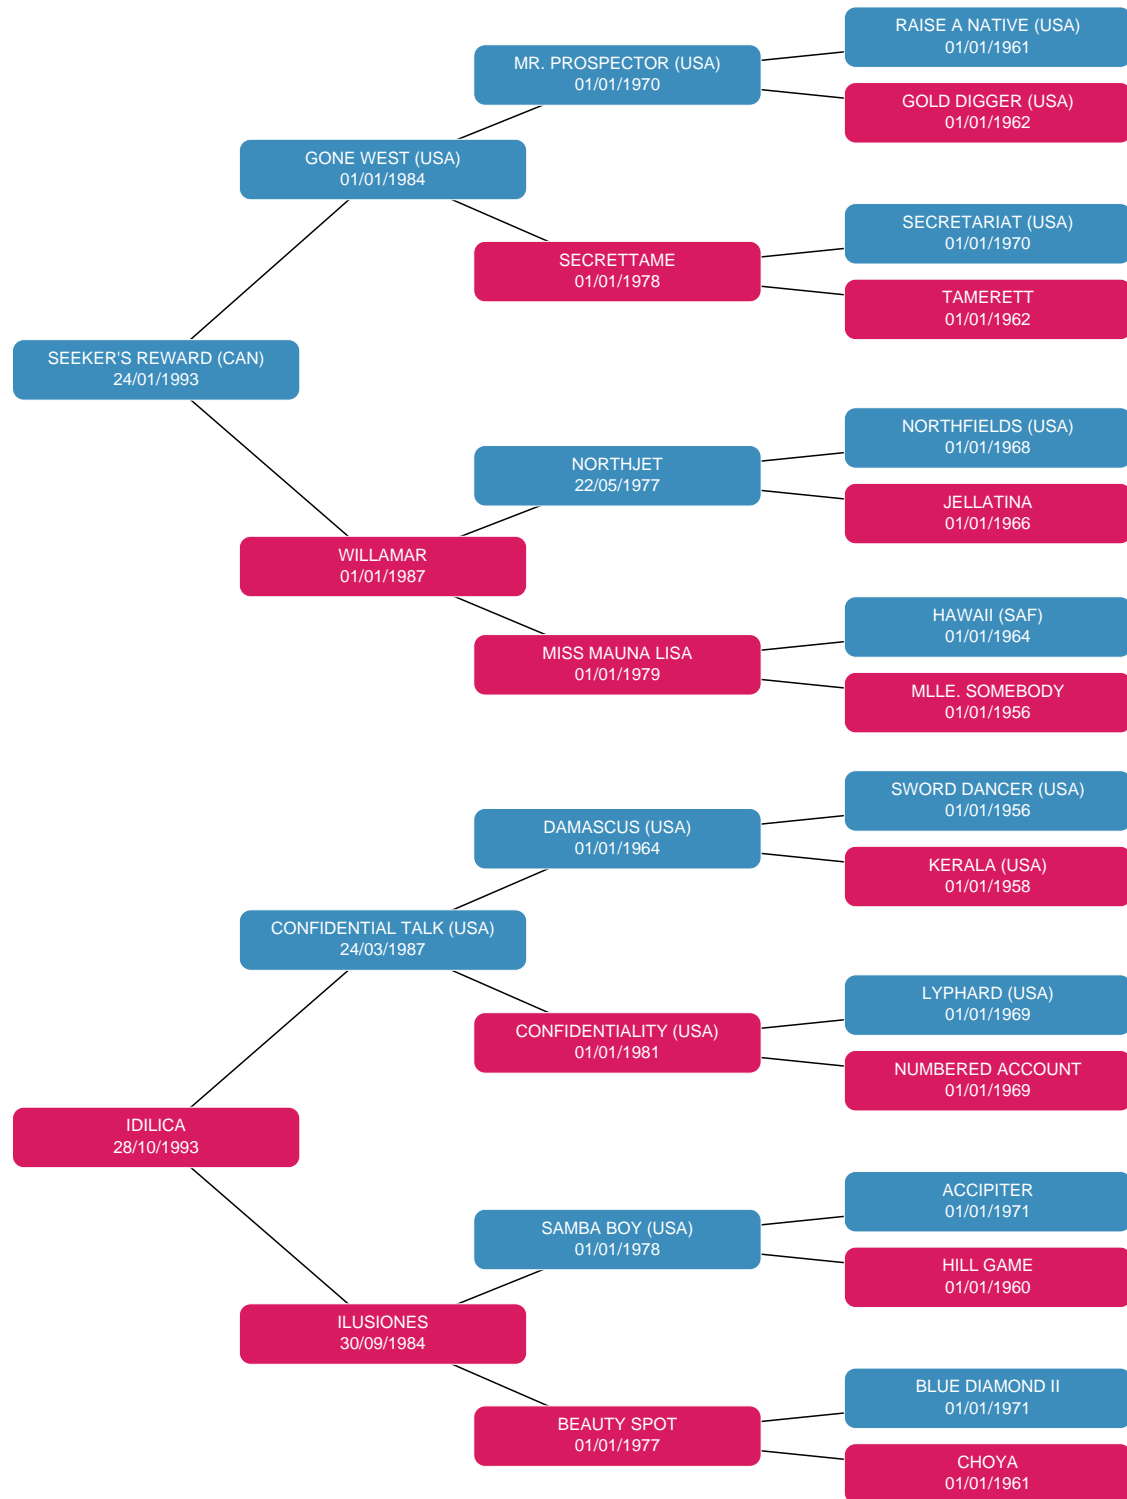 RAISE A NATIVE (USA)
01/01/1961
MR. PROSPECTOR (USA)
01/01/1970
GOLD DIGGER (USA)
01/01/1962
GONE WEST (USA)
01/01/1984
SECRETARIAT (USA)
01/01/1970
SECRETTAME
01/01/1978
TAMERETT
01/01/1962
SEEKER'S REWARD (CAN)
24/01/1993
NORTHFIELDS (USA)
01/01/1968
NORTHJET
22/05/1977
JELLATINA
01/01/1966
WILLAMAR
01/01/1987
HAWAII (SAF)
01/01/1964
MISS MAUNA LISA
01/01/1979
MLLE. SOMEBODY
01/01/1956
SWORD DANCER (USA)
01/01/1956
DAMASCUS (USA)
01/01/1964
KERALA (USA)
01/01/1958
CONFIDENTIAL TALK (USA)
24/03/1987
LYPHARD (USA)
01/01/1969
CONFIDENTIALITY (USA)
01/01/1981
NUMBERED ACCOUNT
01/01/1969
IDILICA
28/10/1993
ACCIPITER
01/01/1971
SAMBA BOY (USA)
01/01/1978
HILL GAME
01/01/1960
ILUSIONES
30/09/1984
BLUE DIAMOND II
01/01/1971
BEAUTY SPOT
01/01/1977
CHOYA
01/01/1961